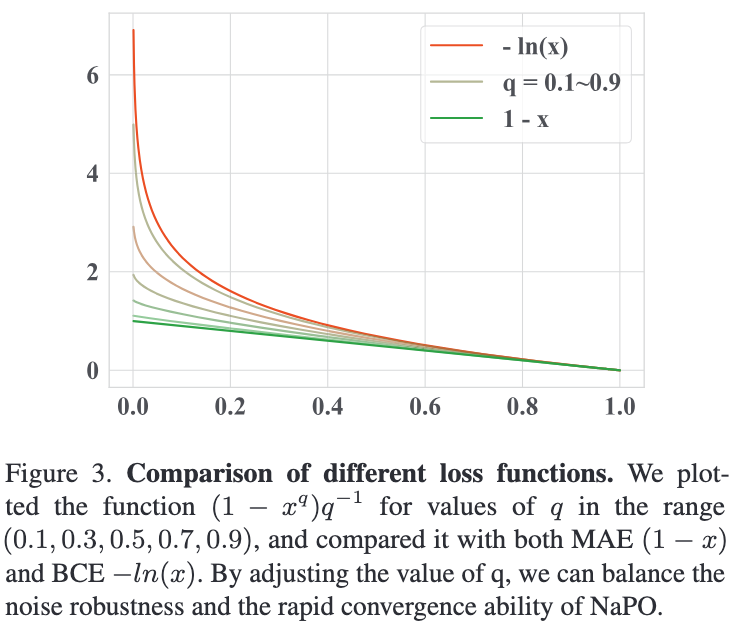 - ln(x)
q = 0.1~0.9
1 - x
6
4
2
0
0.0 0.2 0.4 0.6 0.8 1.0
Figure 3. Comparison of different loss functions. We plot-
ted the function (1 − x^q)q^{−1} for values of q in the range
(0.1, 0.3, 0.5, 0.7, 0.9), and compared it with both MAE (1 − x)
and BCE −ln(x). By adjusting the value of q, we can balance the
noise robustness and the rapid convergence ability of NaPO.